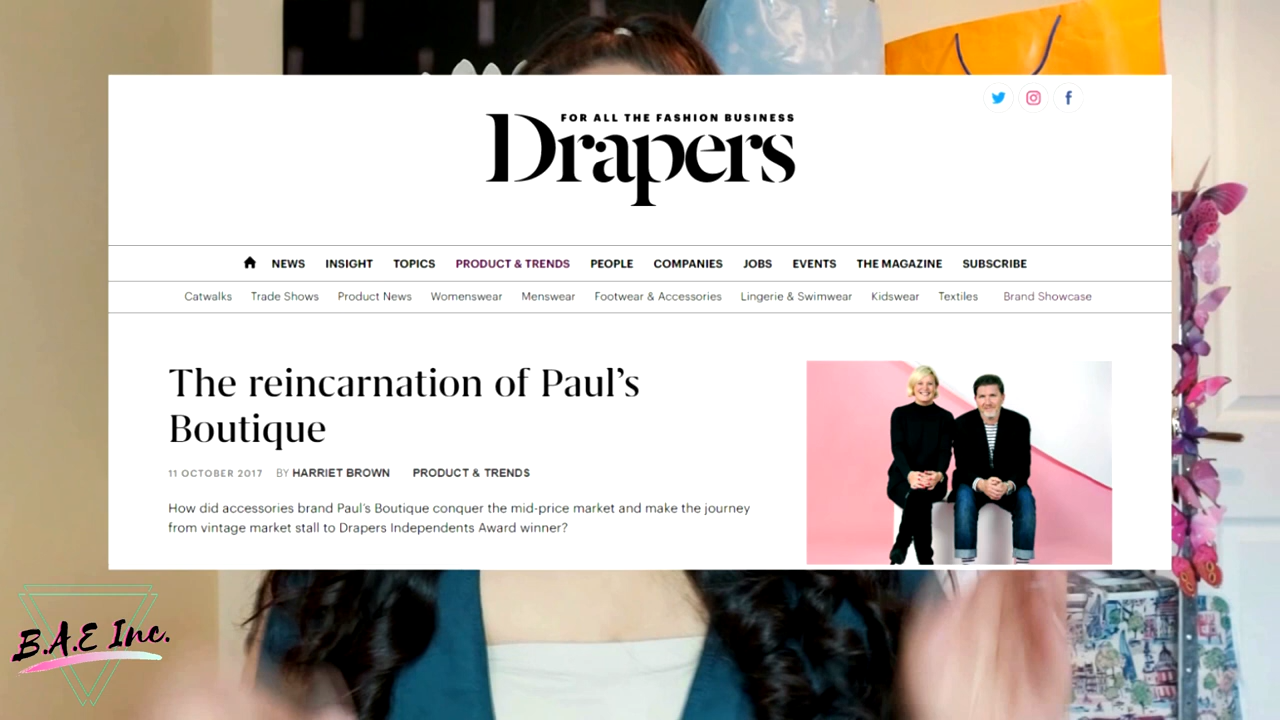 FOR ALL THE FASHION BUSINESS
Drapers
NEWS INSIGHT TOPICS PRODUCT & TRENDS PEOPLE COMPANIES JOBS EVENTS THE MAGAZINE SUBSCRIBE
Catwalks Trade Shows Product News Womenswear Menswear Footwear & Accessories Lingerie & Swimwear Kidswear Textiles Brand Showcase
The reincarnation of Paul's
Boutique
11 OCTOBER 2017 BY HARRIET BROWN PRODUCT & TRENDS
How did accessories brand Paul's Boutique conquer the mid-price market and make the journey
from vintage market stall to Drapers Independents Award winner?
B.A.E Inc.